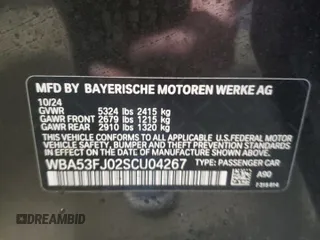 MFD BY BAYERISCHE MOTOREN WERKE AG
10/24
GVWR 5324 lbs 2415 kg
GAWR FRONT 2679 lbs 1215 kg
GAWR REAR 2910 lbs 1320 kg
THIS VEHICLE CONFORMS TO ALL APPLICABLE U.S. FEDERAL MOTOR
VEHICLE SAFETY, BUMPER, AND THEFT PREVENTION STANDARDS IN
EFFECT ON THE DATE OF MANUFACTURE SHOWN ABOVE.
WBA53FJ02SCU04267 TYPE: PASSENGER CAR
A90
DREAMBID